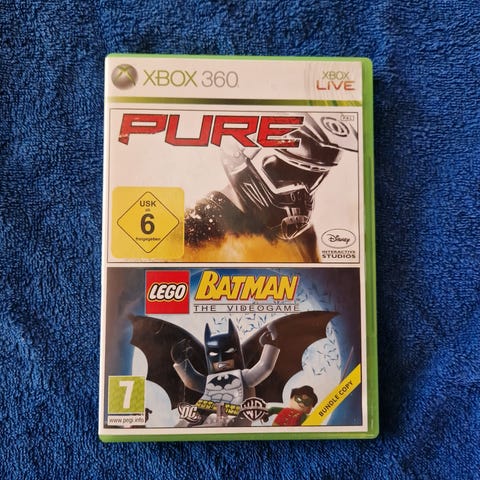 XBOX 360
XBOX
LIVE
PURE
USK
ab
6
freigegeben
Disney
INTERACTIVE
STUDIOS
LEGO
BATMAN
THE VIDEOGAME
7
www.pegi.info
DC
WB
BUNDLE COPY